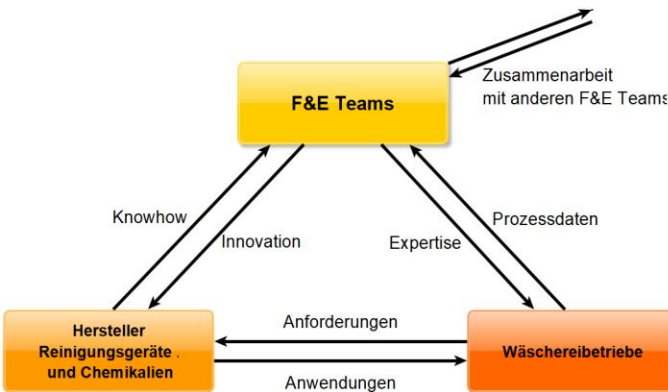 F&E Teams
Zusammenarbeit
mit anderen F&E Teams
Knowhow
Innovation
Expertise
Prozessdaten
Hersteller
Reinigungsgeräte .
und Chemikalien
Anforderungen
Anwendungen
Wäschereibetriebe